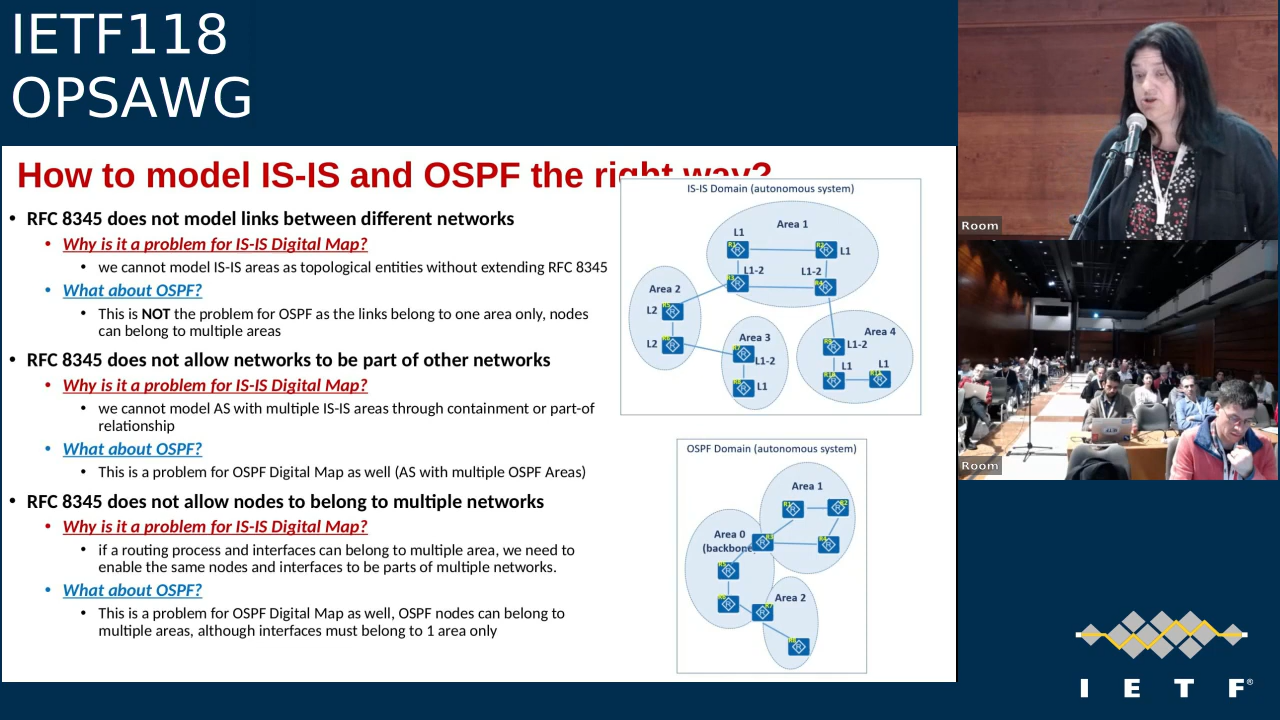 IETF118
OPSAWG
How to model IS-IS and OSPF the right way?
• RFC 8345 does not model links between different networks
• Why is it a problem for IS-IS Digital Map?
• we cannot model IS-IS areas as topological entities without extending RFC 8345
• What about OSPF?
• This is NOT the problem for OSPF as the links belong to one area only, nodes
can belong to multiple areas
• RFC 8345 does not allow networks to be part of other networks
• Why is it a problem for IS-IS Digital Map?
• we cannot model AS with multiple IS-IS areas through containment or part-of
relationship
• What about OSPF?
• This is a problem for OSPF Digital Map as well (AS with multiple OSPF Areas)
• RFC 8345 does not allow nodes to belong to multiple networks
• Why is it a problem for IS-IS Digital Map?
• if a routing process and interfaces can belong to multiple area, we need to
enable the same nodes and interfaces to be parts of multiple networks.
• What about OSPF?
• This is a problem for OSPF Digital Map as well, OSPF nodes can belong to
multiple areas, although interfaces must belong to 1 area only
IS-IS Domain (autonomous system)
Area 1
L1
R1
R2
L1
L1-2
L1-2
R3
R4
Area 2
L2
L2
Area 3
L1-2
L1
Area 4
L1-2
L1
L1
OSPF Domain (autonomous system)
Area 1
R1
R2
Area 0
(backbone
R3
R4
Area 2
Room
Room
IETF®